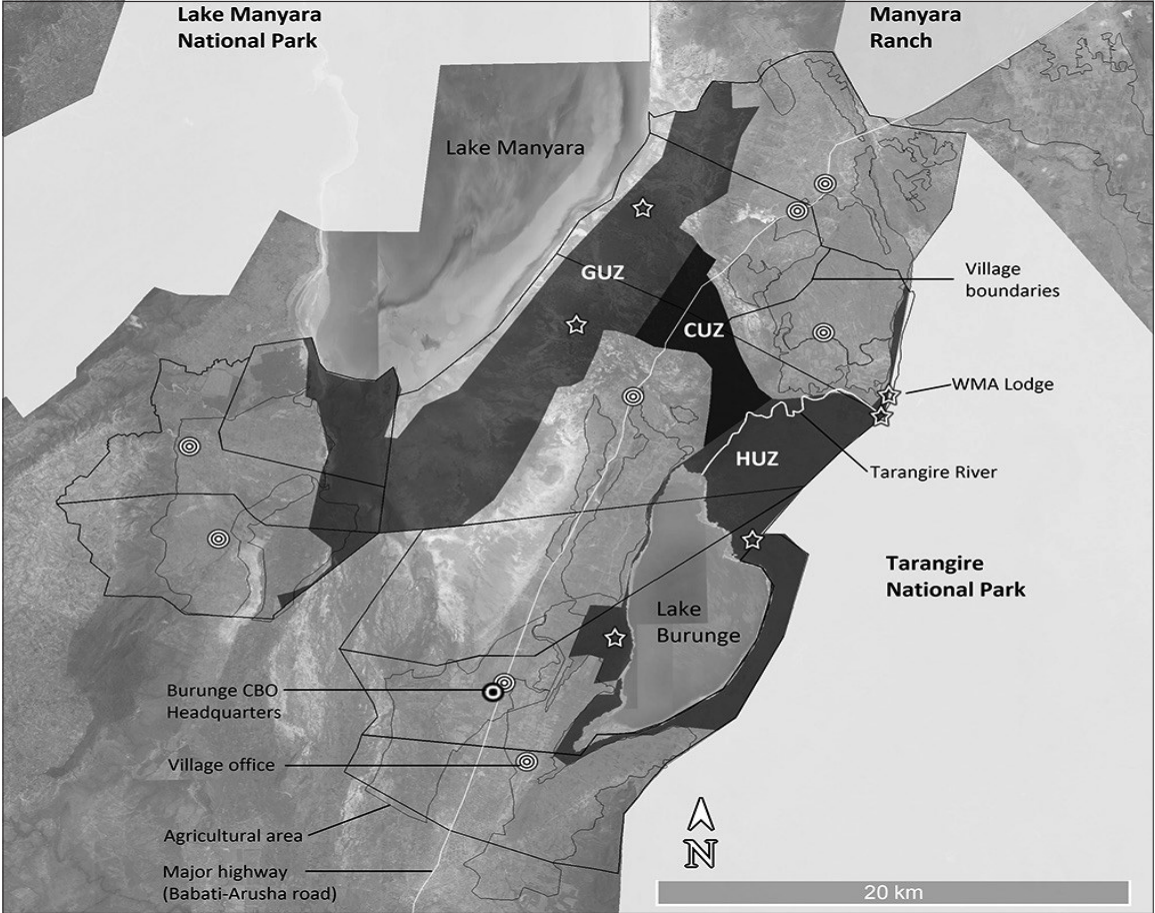 Lake Manyara
National Park
Manyara
Ranch
Lake Manyara
GUZ
CUZ
Village
boundaries
WMA Lodge
HUZ
Tarangire River
Tarangire
National Park
Lake
Burunge
Burunge CBO
Headquarters
Village office
Agricultural area
Major highway
(Babati-Arusha road)
N
20 km